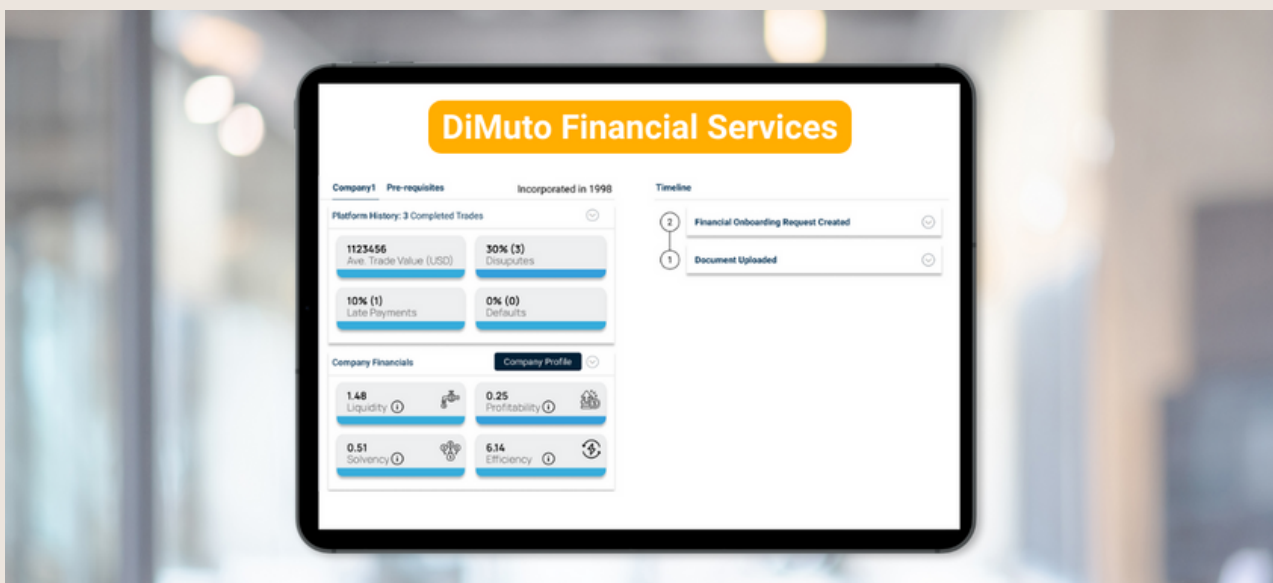 DiMuto Financial Services
Company1 Pre-requisites Incorporated in 1998
Platform History: 3 Completed Trades
1123456
Ave. Trade Value (USD)
30% (3)
Disuputes
10% (1)
Late Payments
0% (0)
Defaults
Company Financials Company Profile
1.48
Liquidity
0.25
Profitability
0.51
Solvency
6.14
Efficiency
Timeline
2 Financial Onboarding Request Created
1 Document Uploaded